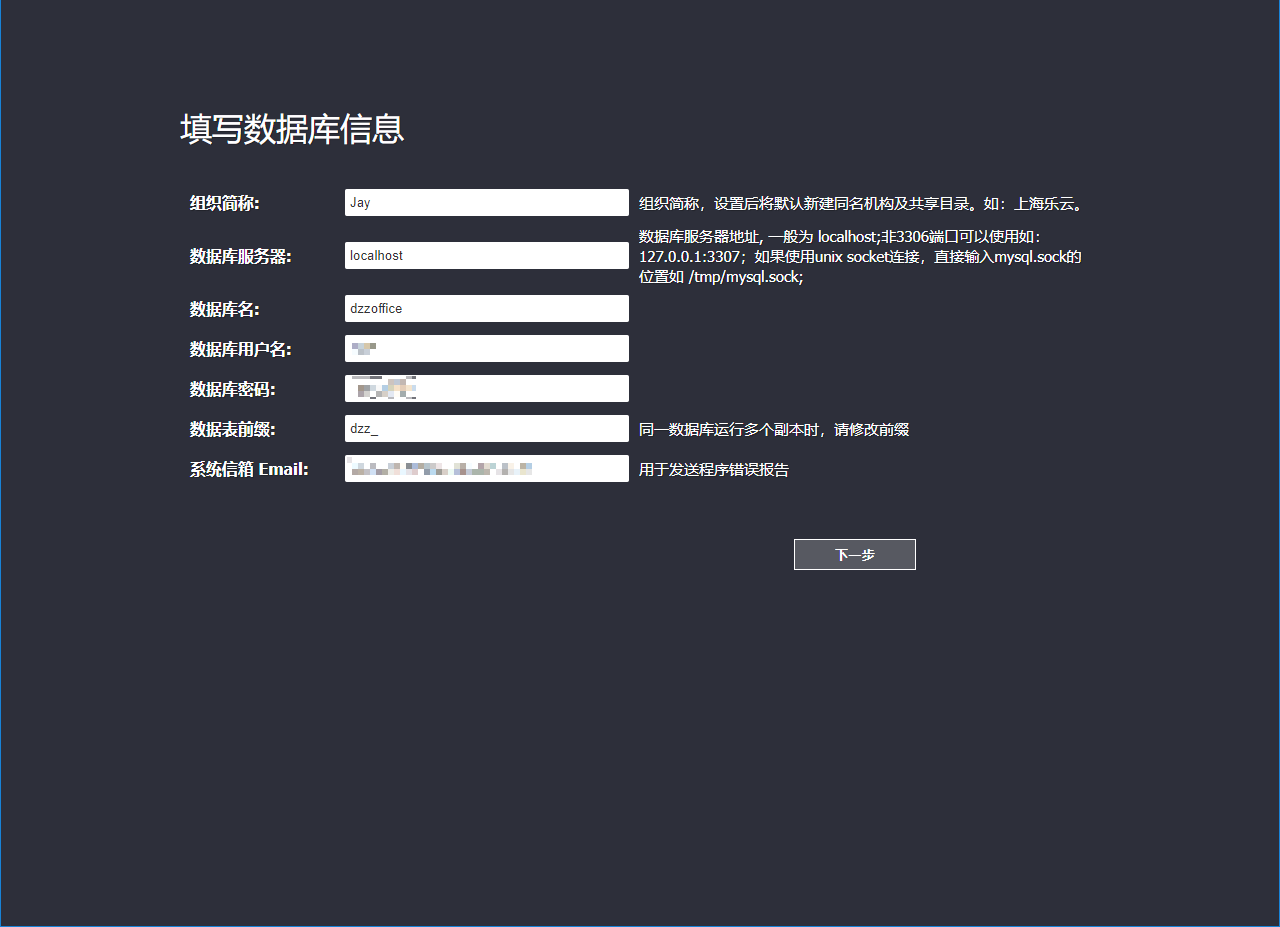 填写数据库信息
组织简称: Jay 组织简称，设置后将默认新建同名机构及共享目录。如：上海乐云。
数据库服务器: localhost 数据库服务器地址, 一般为 localhost;非3306端口可以使用如：
127.0.0.1:3307；如果使用unix socket连接，直接输入mysql.sock的
位置如 /tmp/mysql.sock;
数据库名: dzzoffice
数据库用户名:
数据库密码:
数据表前缀: dzz_ 同一数据库运行多个副本时，请修改前缀
系统信箱 Email: 用于发送程序错误报告
下一步